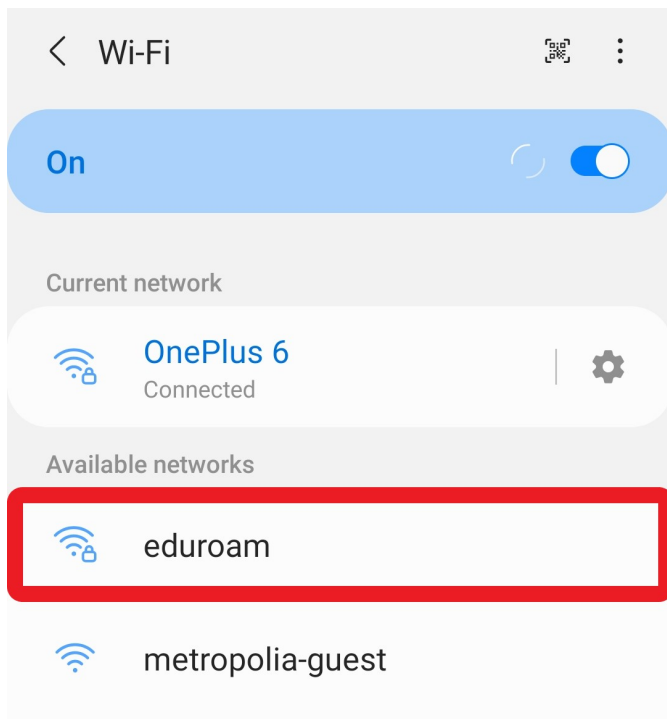 Wi-Fi
On
Current network
OnePlus 6
Connected
Available networks
eduroam
metropolia-guest